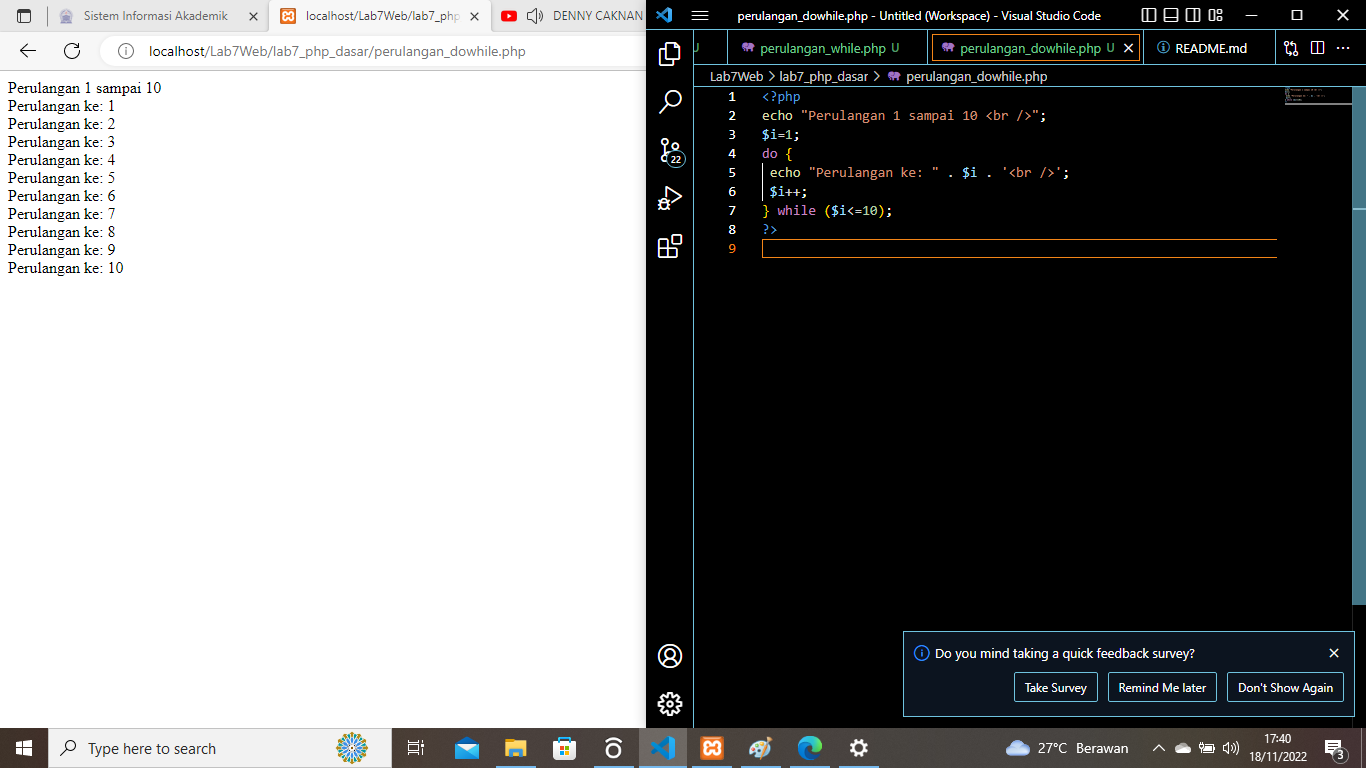 Sistem Informasi Akademik
localhost/Lab7Web/lab7_php
DENNY CAKNAN
localhost/Lab7Web/lab7_php_dasar/perulangan_dowhile.php
Perulangan 1 sampai 10
Perulangan ke: 1
Perulangan ke: 2
Perulangan ke: 3
Perulangan ke: 4
Perulangan ke: 5
Perulangan ke: 6
Perulangan ke: 7
Perulangan ke: 8
Perulangan ke: 9
Perulangan ke: 10
perulangan_dowhile.php - Untitled (Workspace) - Visual Studio Code
U
perulangan_while.php U
perulangan_dowhile.php U
README.md
Lab7Web > lab7_php_dasar > perulangan_dowhile.php
1 <?php
2 echo "Perulangan 1 sampai 10 <br />";
3 $i=1;
4 do {
5 echo "Perulangan ke: " . $i . '<br />';
6 $i++;
7 } while ($i<=10);
8 ?>
9
22
Do you mind taking a quick feedback survey?
Take Survey
Remind Me later
Don't Show Again
Type here to search
27°C Berawan
17:40
18/11/2022
3